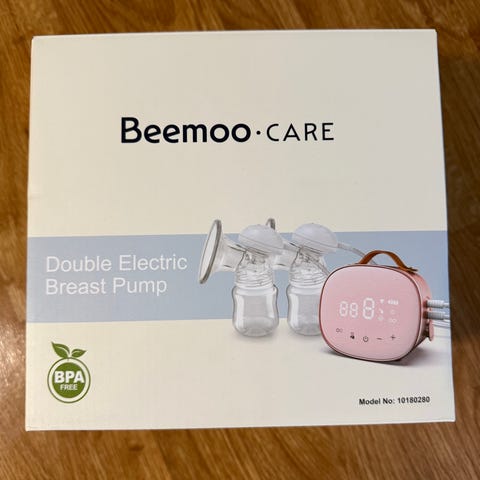 Beemoo·CARE
Double Electric
Breast Pump
BPA
FREE
Model No: 10180280